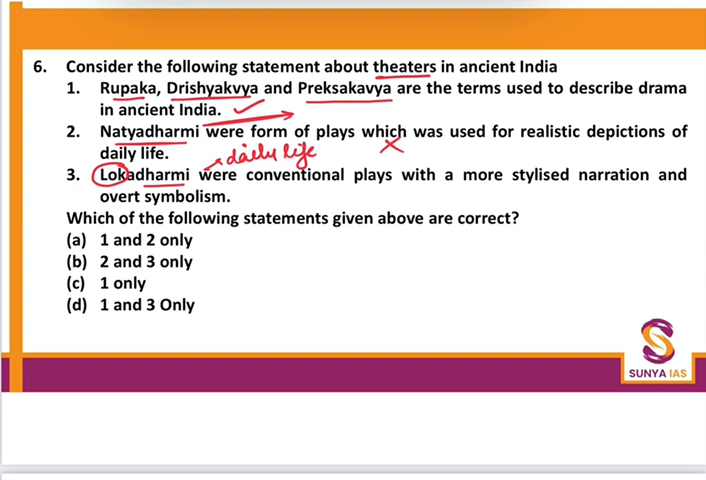 6. Consider the following statement about theaters in ancient India
1. Rupaka, Drishyakvya and Preksakavya are the terms used to describe drama
in ancient India.
2. Natyadharmi were form of plays which was used for realistic depictions of
daily life.
daily life
3. Lokadharmi were conventional plays with a more stylised narration and
overt symbolism.
Which of the following statements given above are correct?
(a) 1 and 2 only
(b) 2 and 3 only
(c) 1 only
(d) 1 and 3 Only
SUNYA IAS